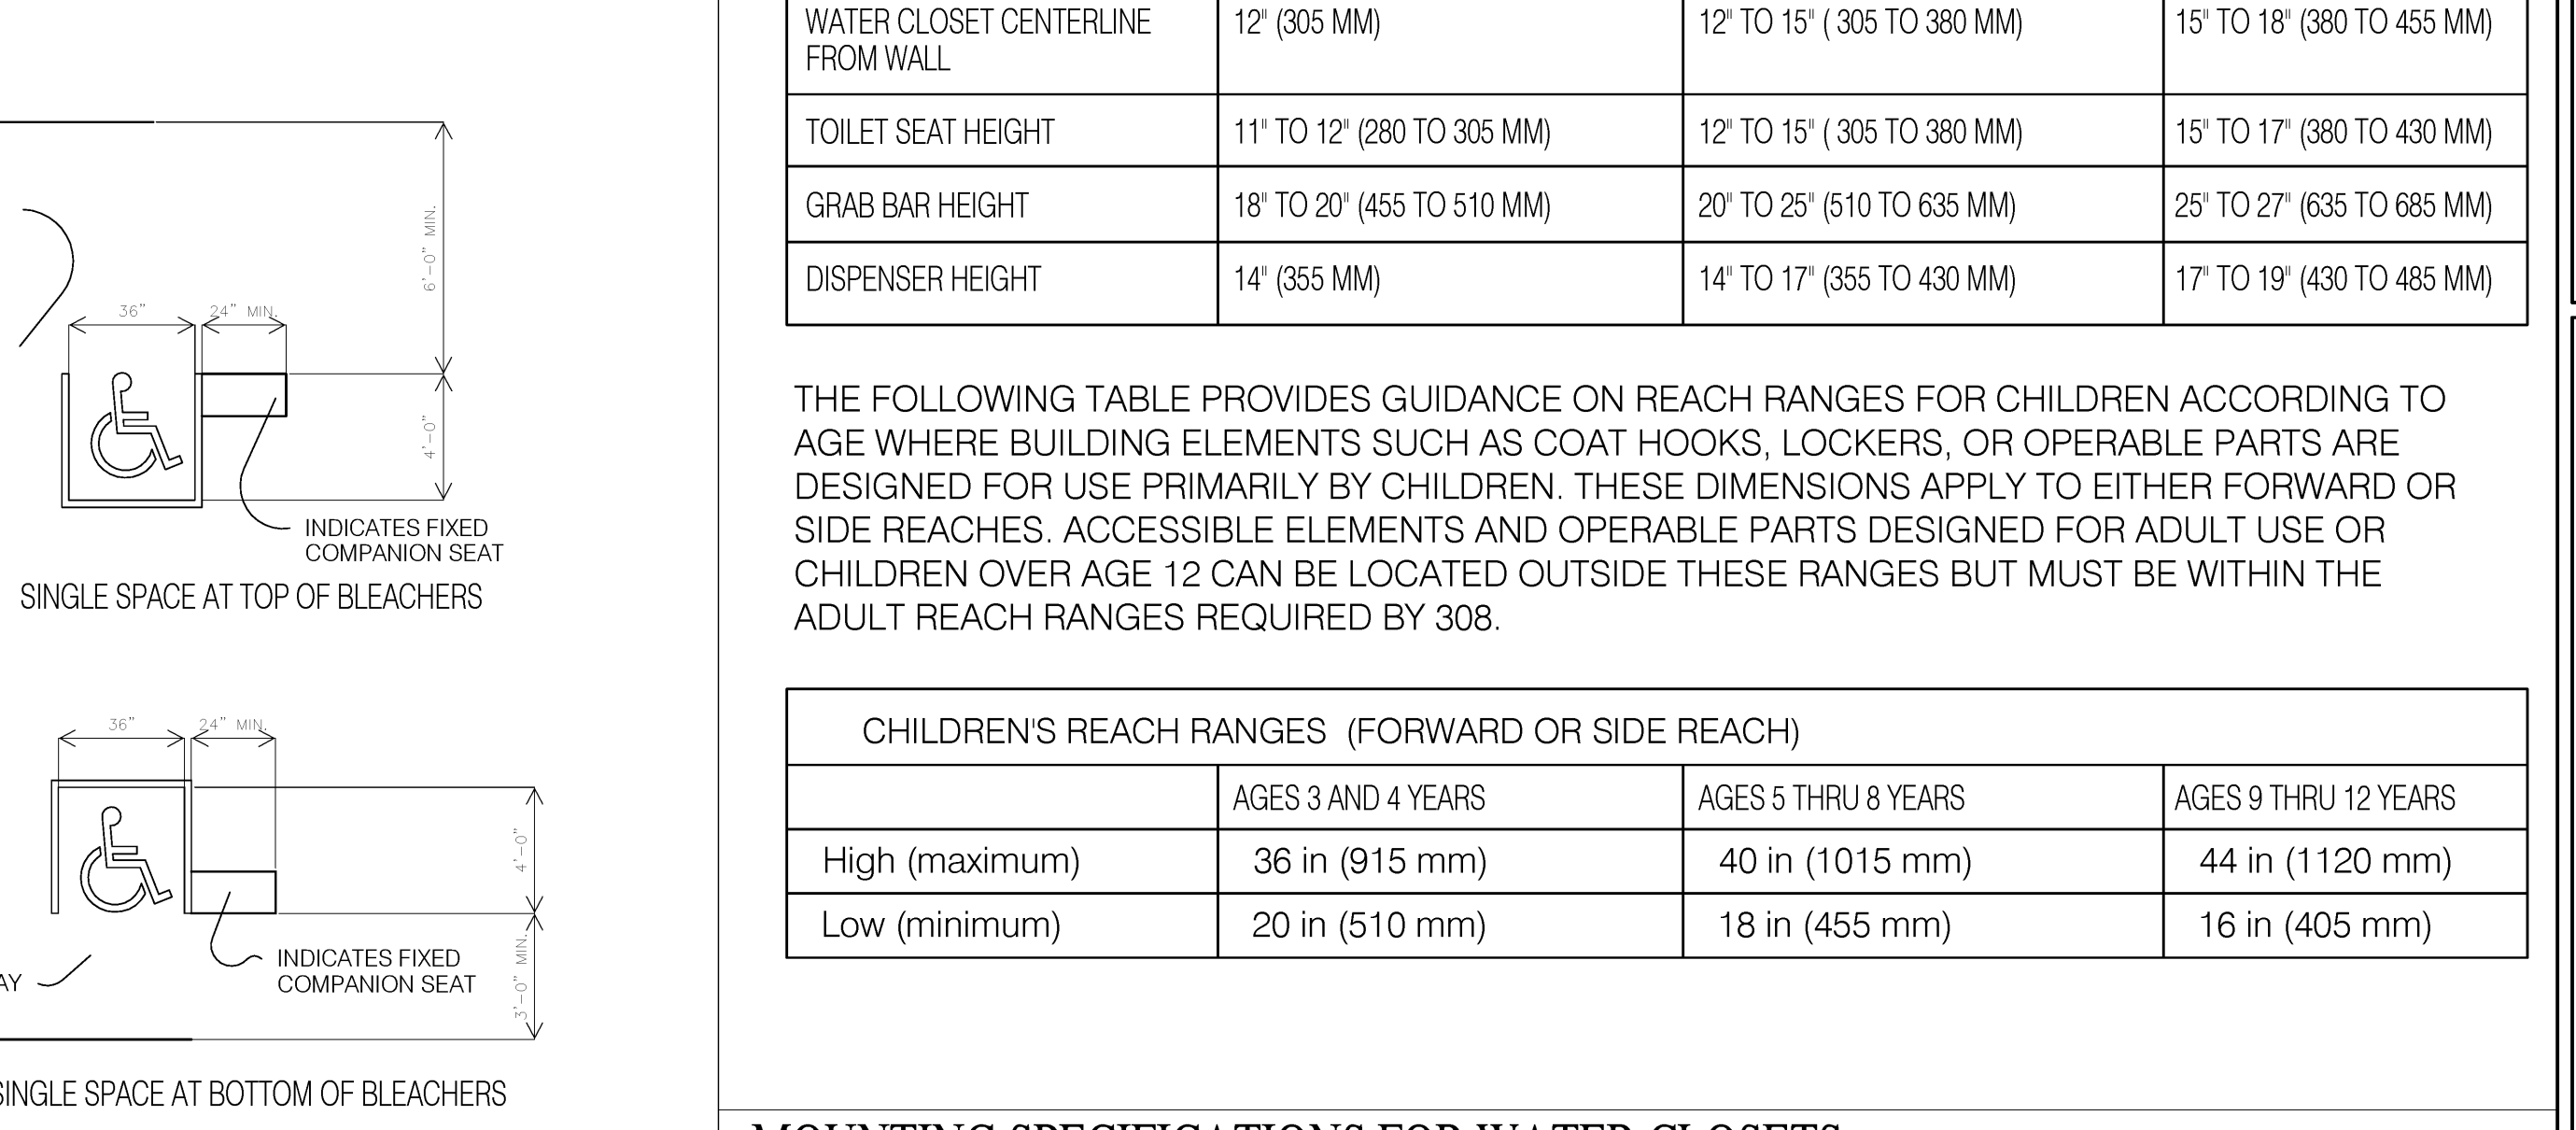 WATER CLOSET CENTERLINE
FROM WALL
12" (305 MM)
12" TO 15" ( 305 TO 380 MM)
15" TO 18" (380 TO 455 MM)
TOILET SEAT HEIGHT
11" TO 12" (280 TO 305 MM)
12" TO 15" ( 305 TO 380 MM)
15" TO 17" (380 TO 430 MM)
GRAB BAR HEIGHT
18" TO 20" (455 TO 510 MM)
20" TO 25" (510 TO 635 MM)
25" TO 27" (635 TO 685 MM)
DISPENSER HEIGHT
14" (355 MM)
14" TO 17" (355 TO 430 MM)
17" TO 19" (430 TO 485 MM)
THE FOLLOWING TABLE PROVIDES GUIDANCE ON REACH RANGES FOR CHILDREN ACCORDING TO
AGE WHERE BUILDING ELEMENTS SUCH AS COAT HOOKS, LOCKERS, OR OPERABLE PARTS ARE
DESIGNED FOR USE PRIMARILY BY CHILDREN. THESE DIMENSIONS APPLY TO EITHER FORWARD OR
SIDE REACHES. ACCESSIBLE ELEMENTS AND OPERABLE PARTS DESIGNED FOR ADULT USE OR
CHILDREN OVER AGE 12 CAN BE LOCATED OUTSIDE THESE RANGES BUT MUST BE WITHIN THE
ADULT REACH RANGES REQUIRED BY 308.
CHILDREN'S REACH RANGES (FORWARD OR SIDE REACH)
AGES 3 AND 4 YEARS
AGES 5 THRU 8 YEARS
AGES 9 THRU 12 YEARS
High (maximum)
36 in (915 mm)
40 in (1015 mm)
44 in (1120 mm)
Low (minimum)
20 in (510 mm)
18 in (455 mm)
16 in (405 mm)
MOUNTING SPECIFICATIONS FOR WATER CLOSETS
36"
24" MIN.
6'-0" MIN.
4'-0"
INDICATES FIXED
COMPANION SEAT
SINGLE SPACE AT TOP OF BLEACHERS
36"
24" MIN.
4'-0"
3'-0" MIN.
INDICATES FIXED
COMPANION SEAT
AY
SINGLE SPACE AT BOTTOM OF BLEACHERS